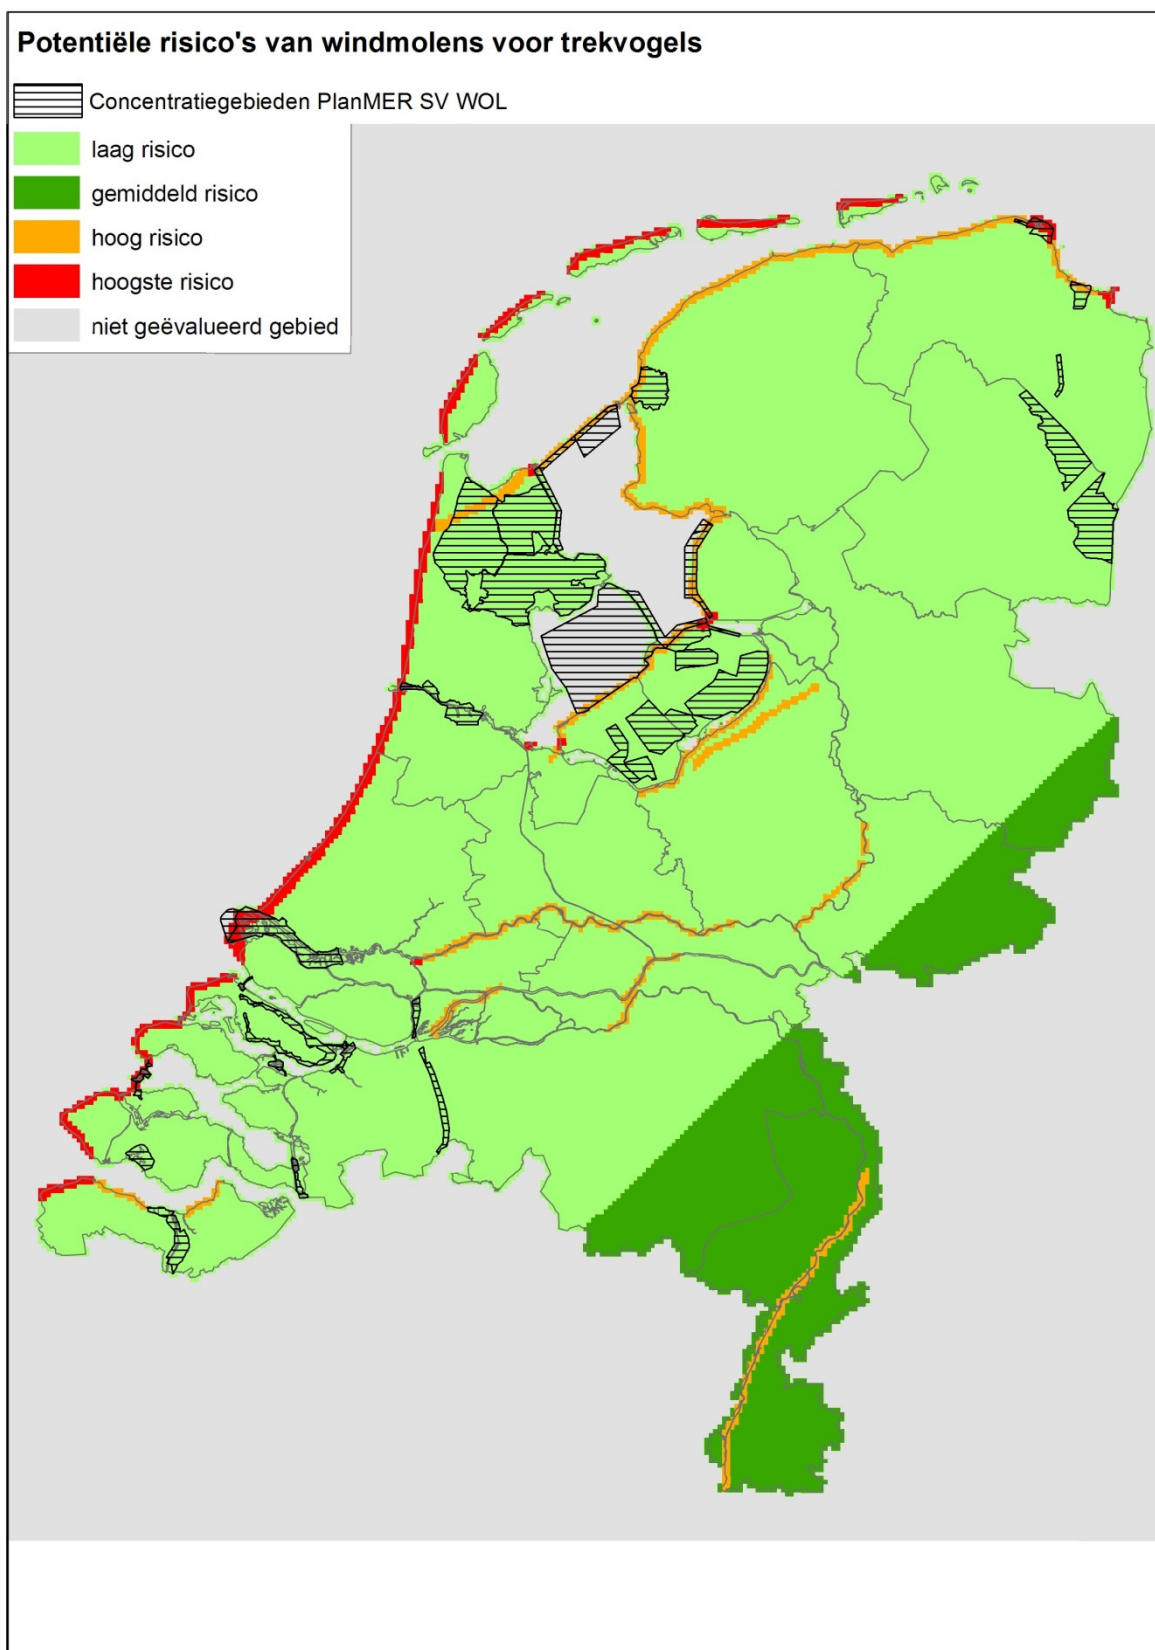 Potentiële risico's van windmolens voor trekvogels
Concentratiegebieden PlanMER SV WOL
laag risico
gemiddeld risico
hoog risico
hoogste risico
niet geëvalueerd gebied